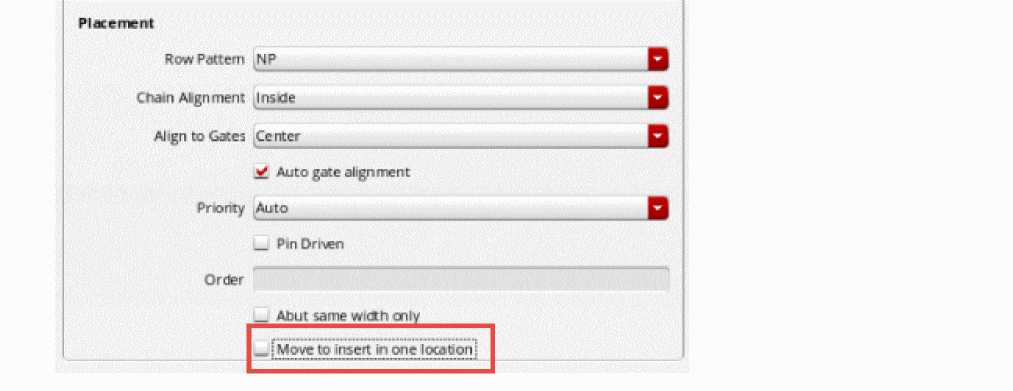 Placement
Row Pattern NP
Chain Alignment Inside
Align to Gates Center
Auto gate alignment
Priority Auto
Pin Driven
Order
Abut same width only
Move to insert in one location